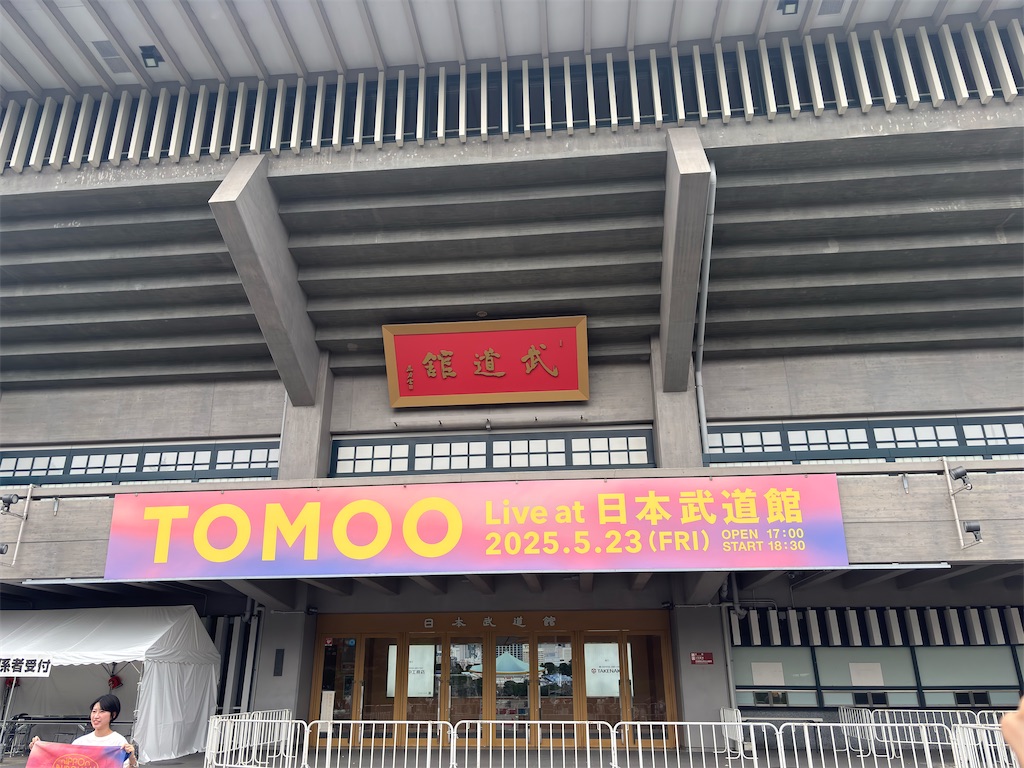 武道館
TOMOO
Live at 日本武道館
2025.5.23(FRI)
OPEN 17:00
START 18:30
日本武道館
係者受付
TAKENA